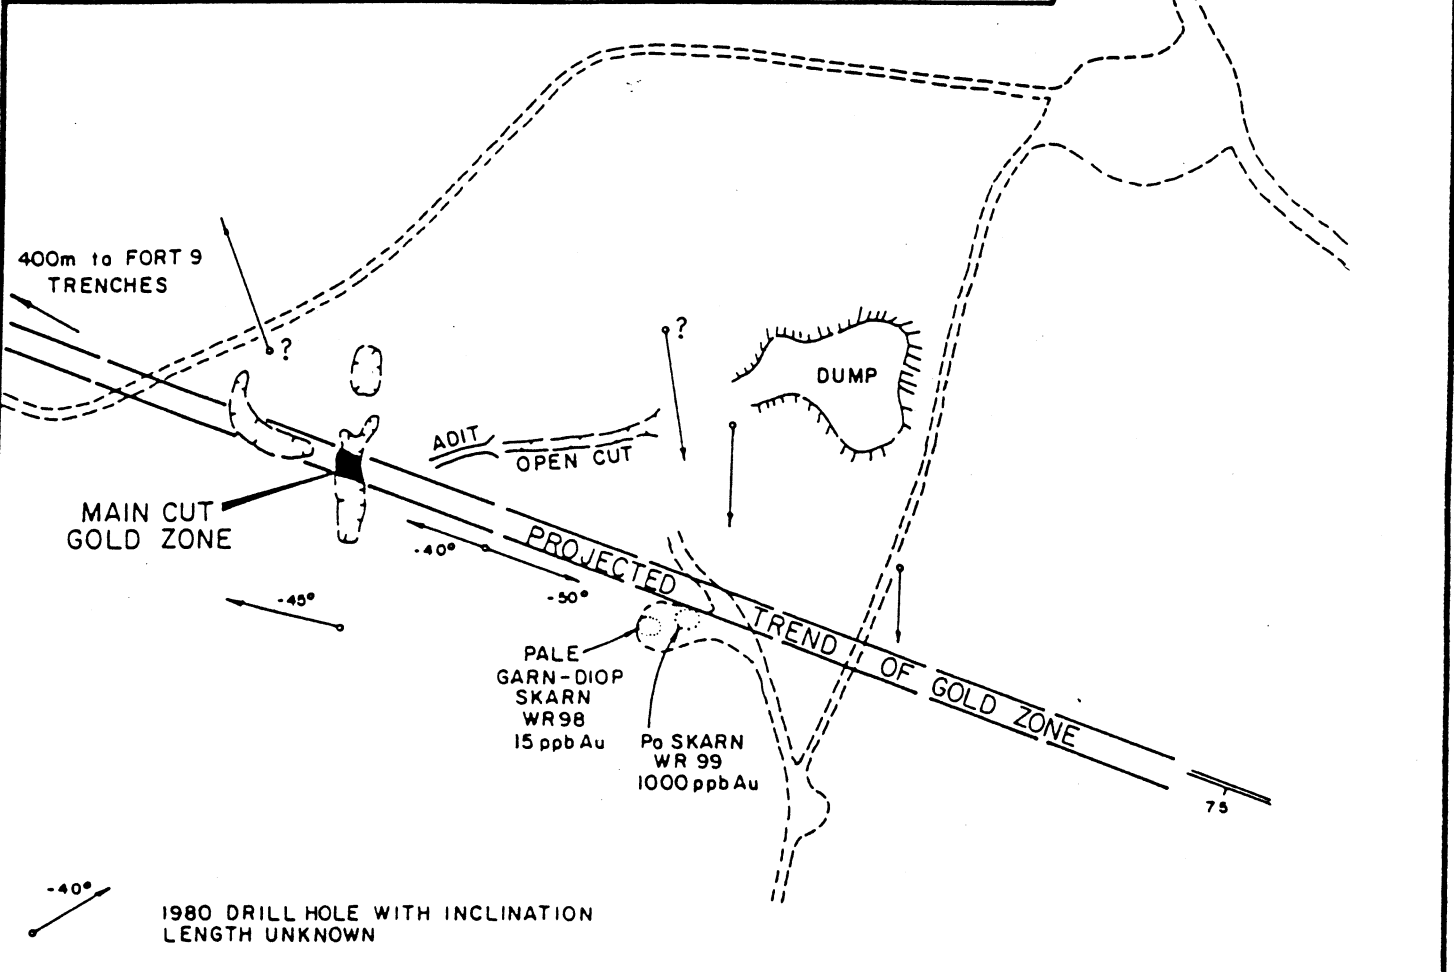 400m to FORT 9
TRENCHES
?
?
DUMP
ADIT
OPEN CUT
MAIN CUT
GOLD ZONE
-40°
-50°
-45°
PROJECTED TREND OF GOLD ZONE
PALE
GARN-DIOP
SKARN
WR98
15 ppb Au
Po SKARN
WR 99
1000 ppb Au
75
-40°
1980 DRILL HOLE WITH INCLINATION
LENGTH UNKNOWN